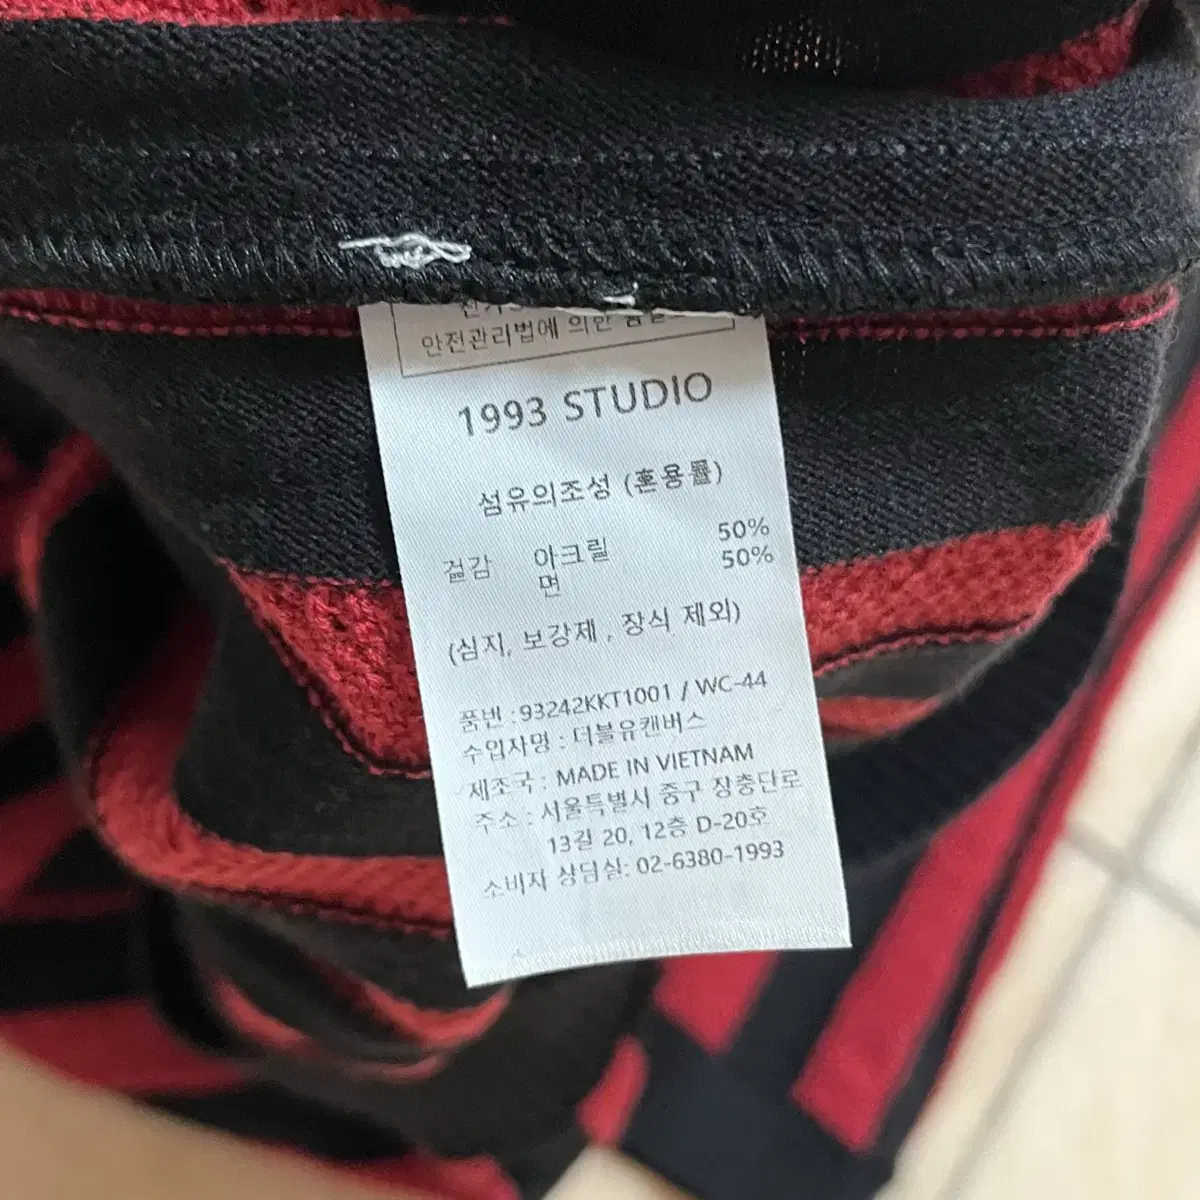 안전관리법에 의한
1993 STUDIO
섬유의조성 (혼용률)
겉감 아크릴 50%
면 50%
(심지, 보강제 , 장식 제외)
품번 : 93242KKT1001 / WC-44
수입자명 : 더블유캔버스
제조국 : MADE IN VIETNAM
주소 : 서울특별시 중구 장충단로
13길 20, 12층 D-20호
소비자 상담실: 02-6380-1993